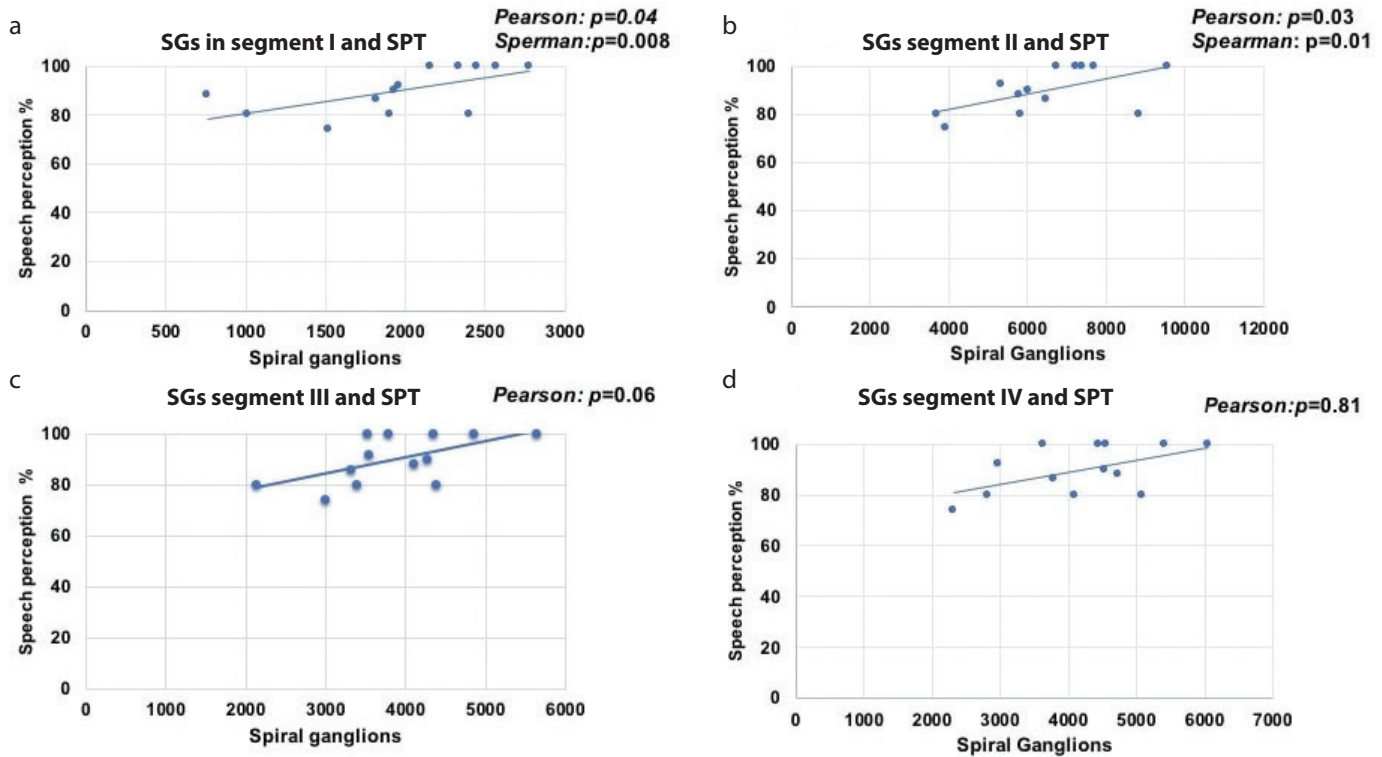 a
SGs in segment I and SPT
Pearson: p=0.04
Sperman:p=0.008
Speech perception %
100
80
60
40
20
0
0 500 1000 1500 2000 2500 3000
Spiral ganglions
b
SGs segment II and SPT
Pearson: p=0.03
Spearman: p=0.01
Speech perception %
100
80
60
40
20
0
0 2000 4000 6000 8000 10000 12000
Spiral Ganglions
c
SGs segment III and SPT
Pearson: p=0.06
Speech perception %
100
80
60
40
20
0
0 1000 2000 3000 4000 5000 6000
Spiral ganglions
d
SGs segment IV and SPT
Pearson:p=0.81
Speech perception %
100
80
60
40
20
0
0 1000 2000 3000 4000 5000 6000 7000
Spiral Ganglions